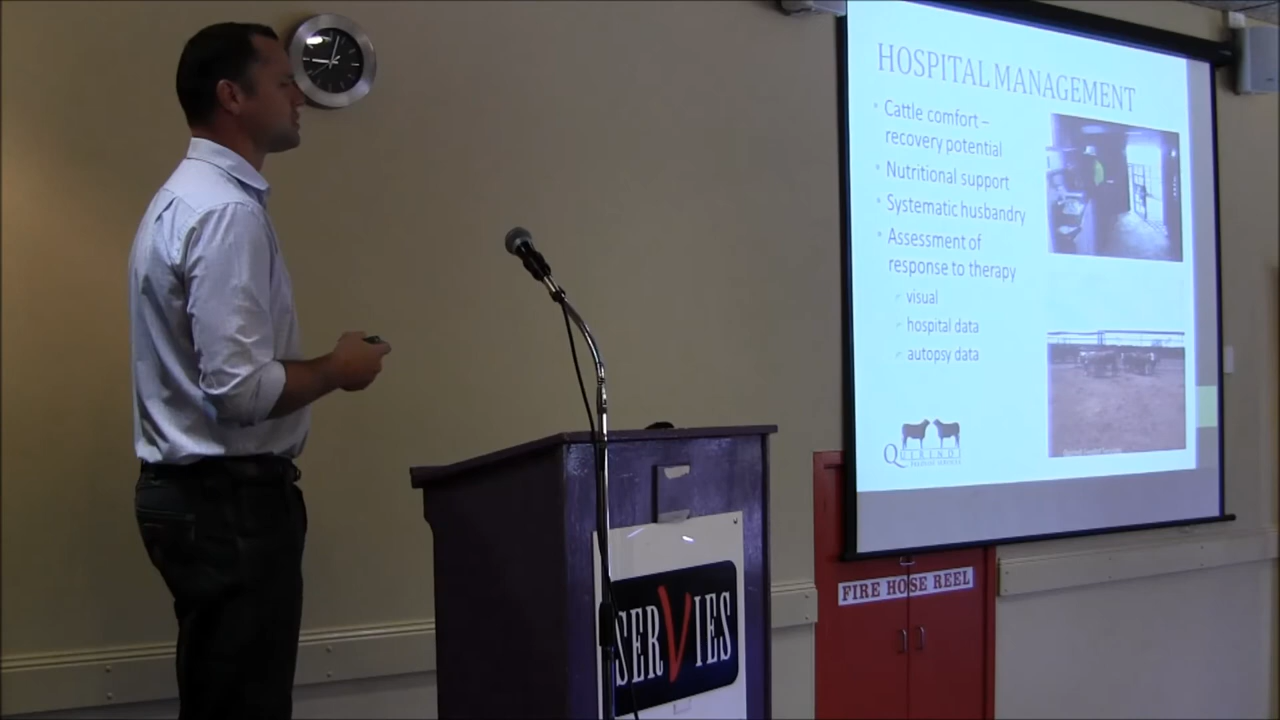 HOSPITAL MANAGEMENT
Cattle comfort –
recovery potential
Nutritional support
Systematic husbandry
Assessment of
response to therapy
visual
hospital data
autopsy data
FIRE HOSE REEL
SERVIES